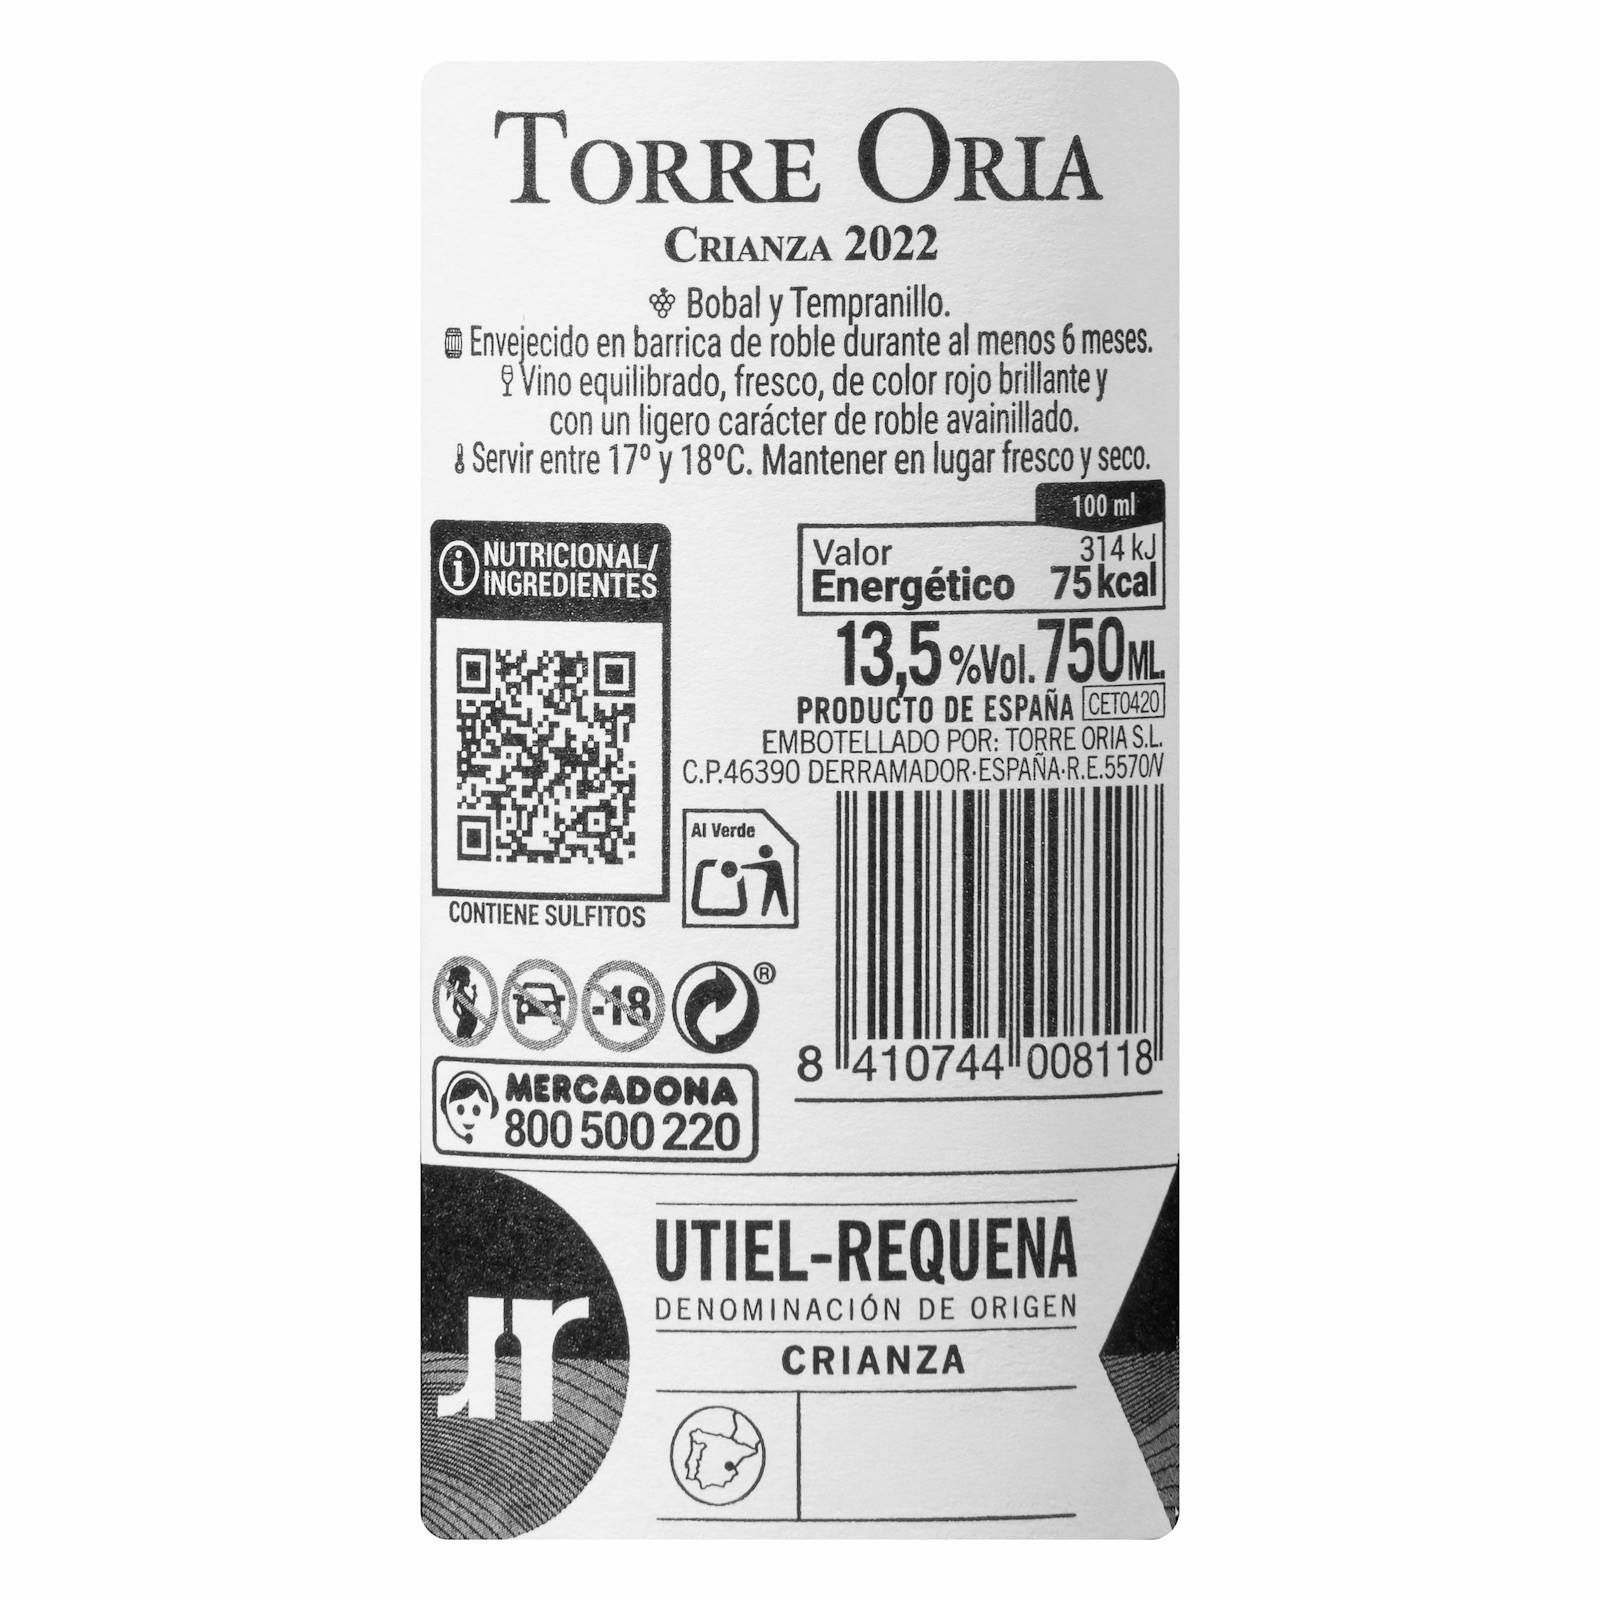 TORRE ORIA
CRIANZA 2022
Bobal y Tempranillo.
Envejecido en barrica de roble durante al menos 6 meses.
Vino equilibrado, fresco, de color rojo brillante y
con un ligero carácter de roble avainillado.
Servir entre 17º y 18ºC. Mantener en lugar fresco y seco.
100 ml
NUTRICIONAL/
INGREDIENTES
Valor 314 kJ
Energético 75 kcal
13,5 %Vol. 750 ML.
PRODUCTO DE ESPAÑA CET0420
EMBOTELLADO POR: TORRE ORIA S.L.
C.P.46390 DERRAMADOR·ESPAÑA·R.E.5570/V
Al Verde
CONTIENE SULFITOS
-18
®
8 410744 008118
MERCADONA
800 500 220
UTIEL-REQUENA
DENOMINACIÓN DE ORIGEN
CRIANZA